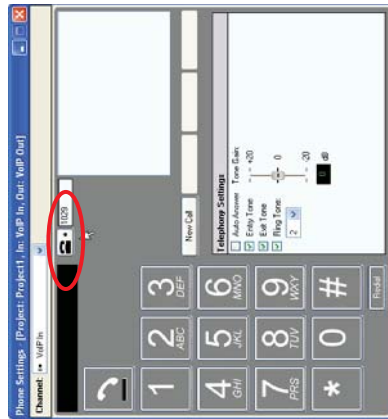 Phone Settings - [Project: Project1, In: VoIP In, Out: VoIP Out]
Channel: VoIP In
1029
1
2 ABC
3 DEF
4 GHI
5 JKL
6 MNO
7 PRS
8 TUV
9 WXY
*
0
#
Redial
New Call
Telephony Settings
Auto Answer
Entry Tone
Exit Tone
Ring Tone:
2
Tone Gain:
+20
0
-20
0 dB